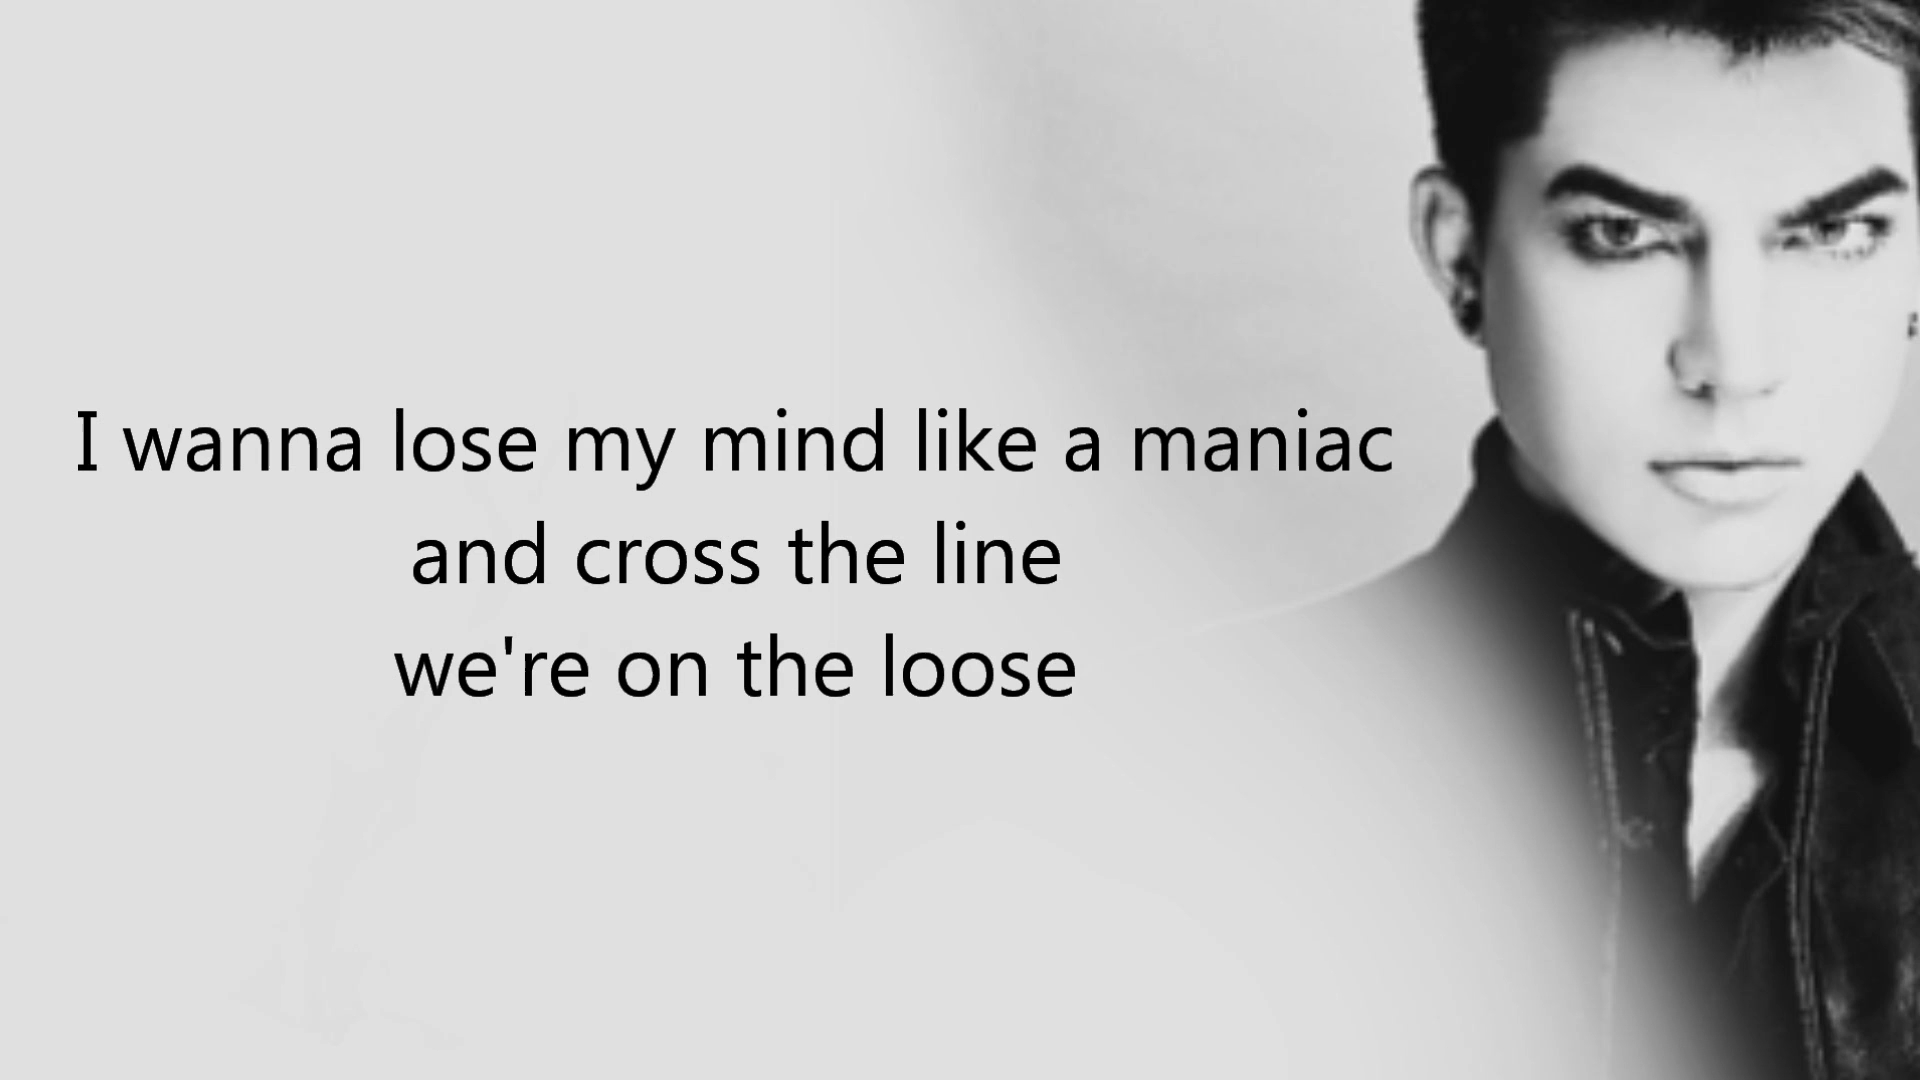 I wanna lose my mind like a maniac
and cross the line
we're on the loose